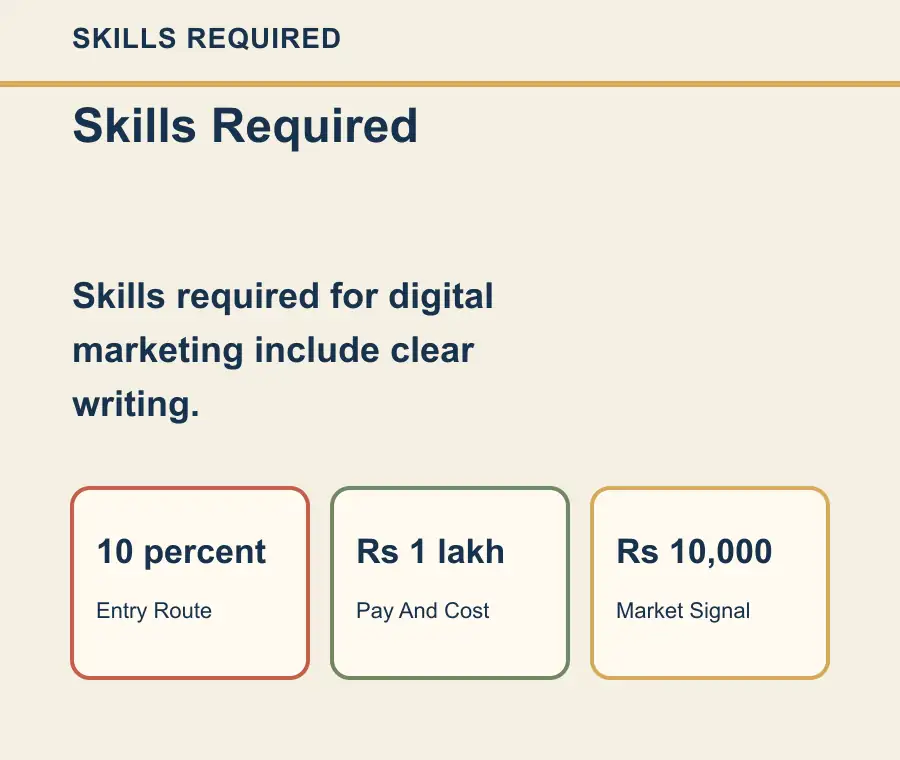 SKILLS REQUIRED
Skills Required
Skills required for digital
marketing include clear
writing.
10 percent
Entry Route
Rs 1 lakh
Pay And Cost
Rs 10,000
Market Signal